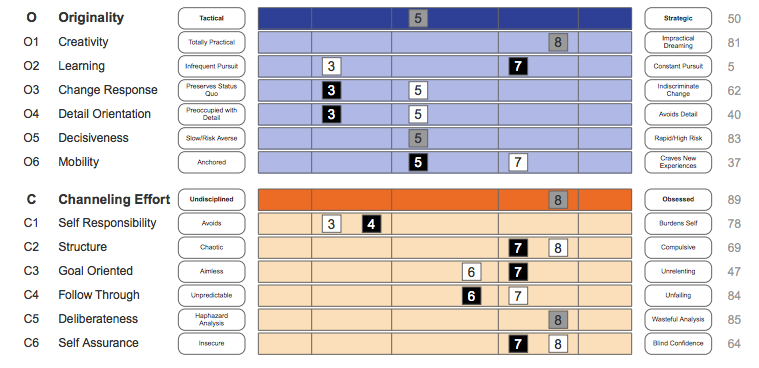 O Originality Tactical 5 Strategic 50
O1 Creativity Totally Practical 8 Impractical Dreaming 81
O2 Learning Infrequent Pursuit 3 7 Constant Pursuit 5
O3 Change Response Preserves Status Quo 3 5 Indiscriminate Change 62
O4 Detail Orientation Preoccupied with Detail 3 5 Avoids Detail 40
O5 Decisiveness Slow/Risk Averse 5 Rapid/High Risk 83
O6 Mobility Anchored 5 7 Craves New Experiences 37
C Channeling Effort Undisciplined 8 Obsessed 89
C1 Self Responsibility Avoids 3 4 Burdens Self 78
C2 Structure Chaotic 7 8 Compulsive 69
C3 Goal Oriented Aimless 6 7 Unrelenting 47
C4 Follow Through Unpredictable 6 7 Unfailing 84
C5 Deliberateness Haphazard Analysis 8 Wasteful Analysis 85
C6 Self Assurance Insecure 7 8 Blind Confidence 64